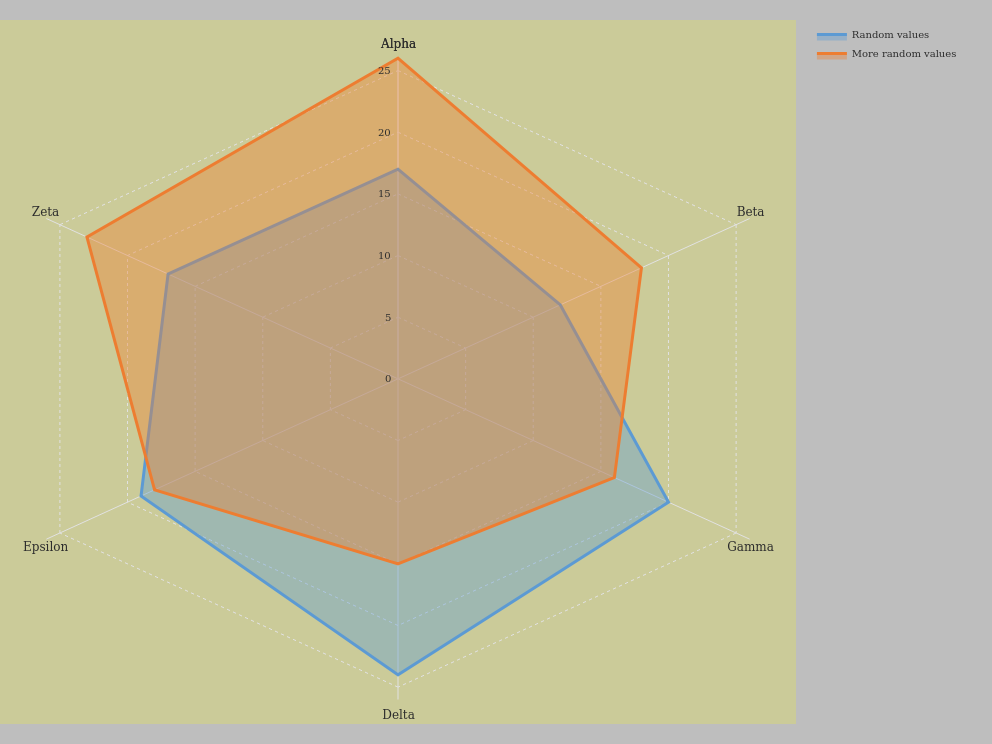 Alpha
Random values
More random values
25
20
15
10
5
0
Zeta
Beta
Epsilon
Gamma
Delta